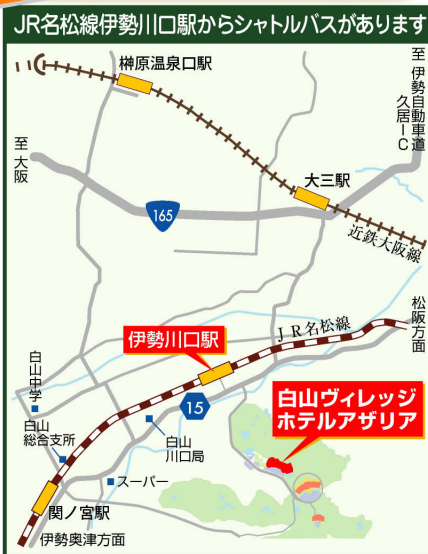 JR名松線伊勢川口駅からシャトルバスがあります
榊原温泉口駅
至 伊勢自動車道
久居IC
至 大阪
大三駅
165
近鉄大阪線
松阪方面
JR名松線
伊勢川口駅
白山中学
15
白山ヴィレッジ
ホテルアザリア
白山
総合支所
白山
川口局
スーパー
関ノ宮駅
伊勢奥津方面